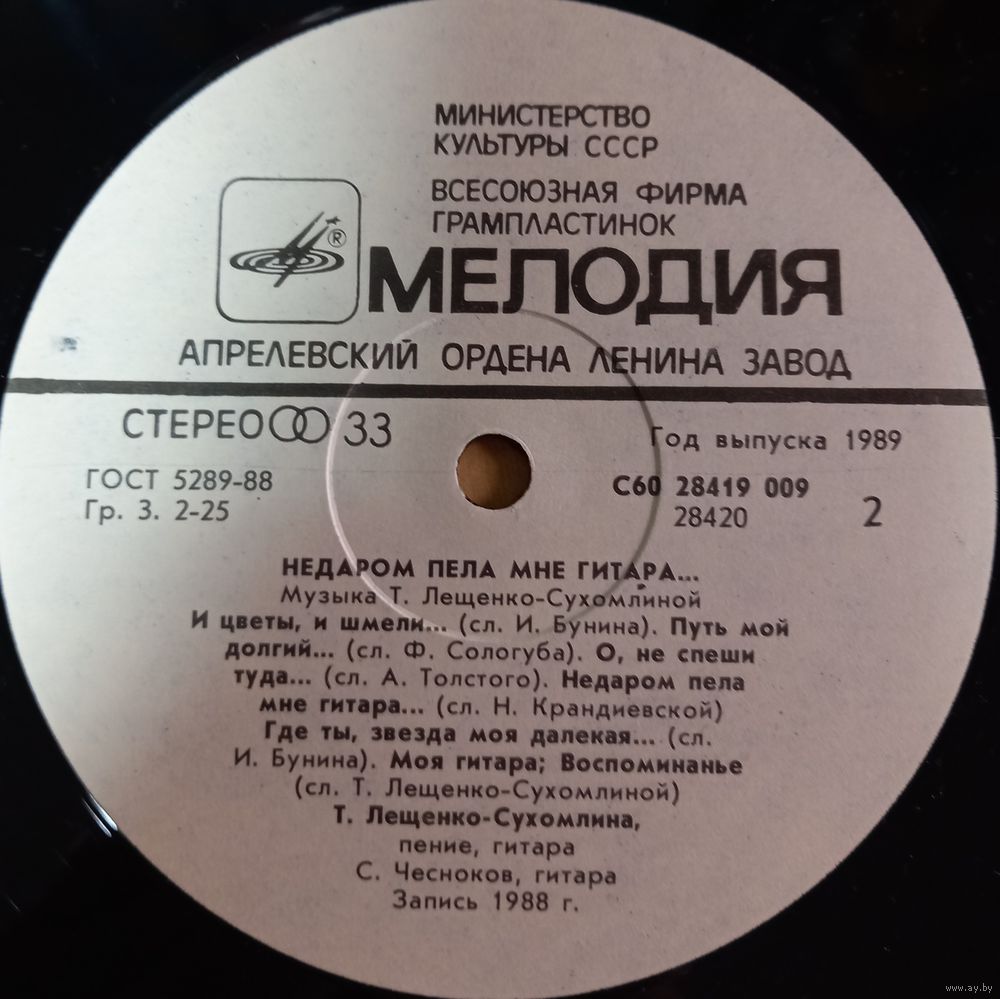 МИНИСТЕРСТВО
КУЛЬТУРЫ СССР
ВСЕСОЮЗНАЯ ФИРМА
ГРАМПЛАСТИНОК
®
МЕЛОДИЯ
АПРЕЛЕВСКИЙ ОРДЕНА ЛЕНИНА ЗАВОД
СТЕРЕО 33
Год выпуска 1989
ГОСТ 5289-88
Гр. 3. 2-25
С60 28419 009
28420
2
НЕДАРОМ ПЕЛА МНЕ ГИТАРА...
Музыка Т. Лещенко-Сухомлиной
И цветы, и шмели... (сл. И. Бунина). Путь мой
долгий... (сл. Ф. Сологуба). О, не спеши
туда... (сл. А. Толстого). Недаром пела
мне гитара... (сл. Н. Крандиевской)
Где ты, звезда моя далекая... (сл.
И. Бунина). Моя гитара; Воспоминанье
(сл. Т. Лещенко-Сухомлиной)
Т. Лещенко-Сухомлина,
пение, гитара
С. Чесноков, гитара
Запись 1988 г.
www.ay.by